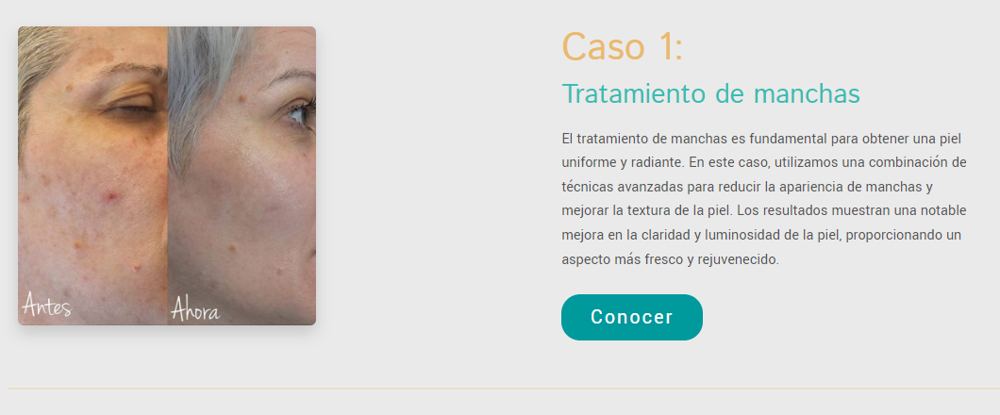 Caso 1:
Tratamiento de manchas
El tratamiento de manchas es fundamental para obtener una piel
uniforme y radiante. En este caso, utilizamos una combinación de
técnicas avanzadas para reducir la apariencia de manchas y
mejorar la textura de la piel. Los resultados muestran una notable
mejora en la claridad y luminosidad de la piel, proporcionando un
aspecto más fresco y rejuvenecido.
Conocer
Antes
Ahora